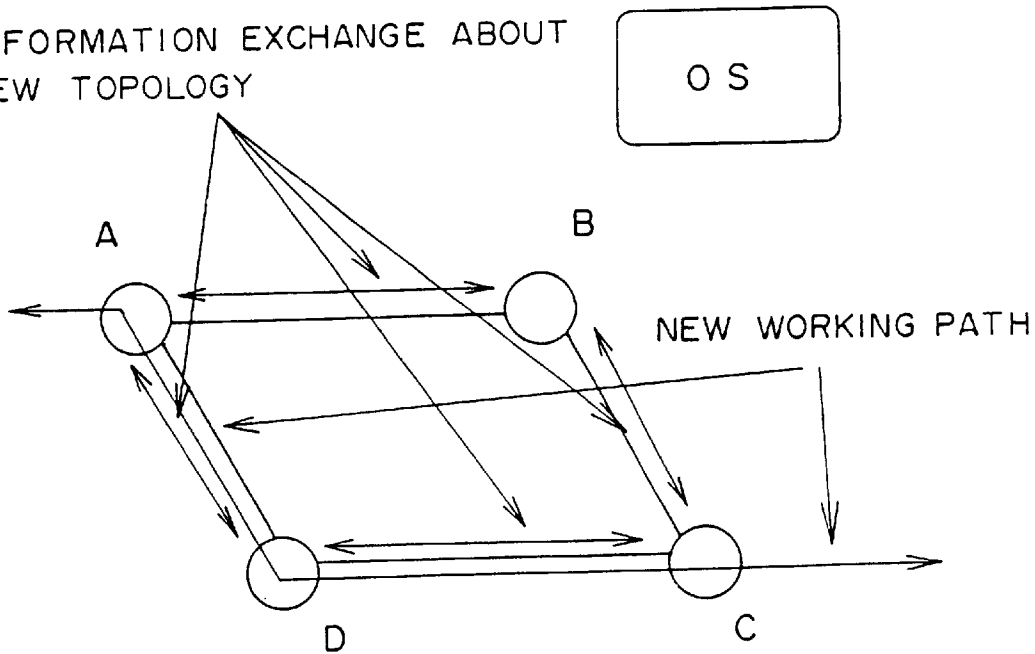 FORMATION EXCHANGE ABOUT
EW TOPOLOGY
O S
A
B
NEW WORKING PATH
D
C